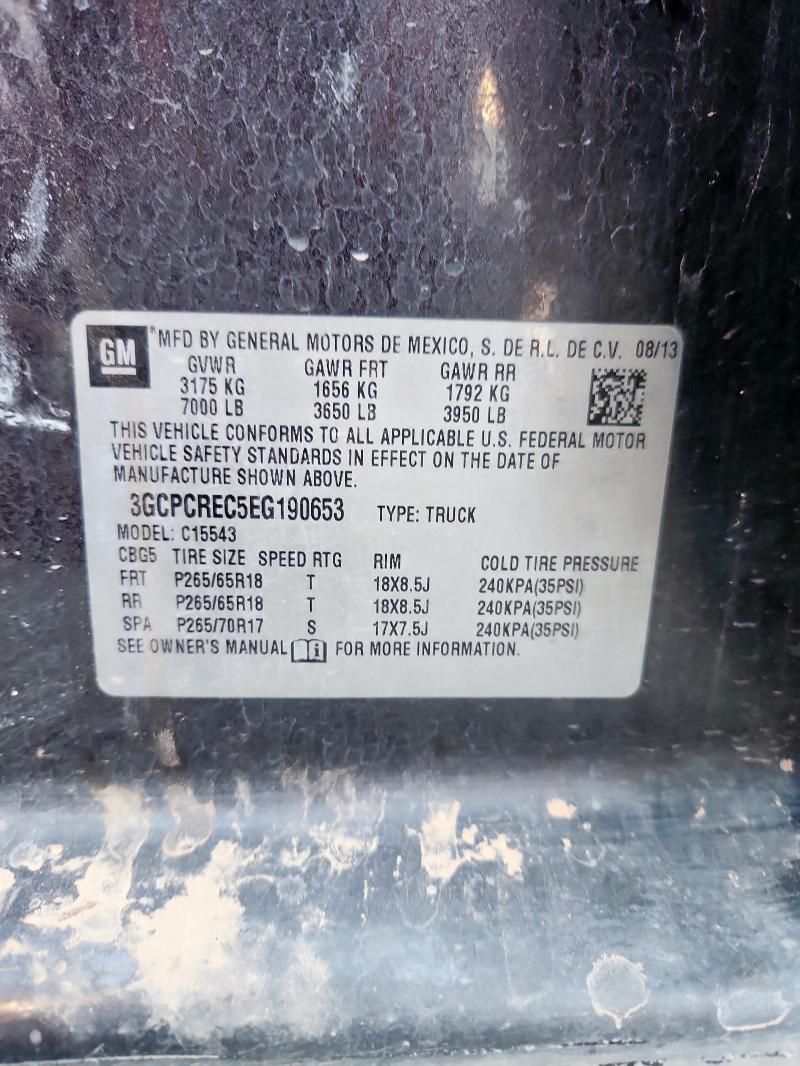 GM ®MFD BY GENERAL MOTORS DE MEXICO, S. DE R.L. DE C.V. 08/13
GVWR GAWR FRT GAWR RR
3175 KG 1656 KG 1792 KG
7000 LB 3650 LB 3950 LB
THIS VEHICLE CONFORMS TO ALL APPLICABLE U.S. FEDERAL MOTOR
VEHICLE SAFETY STANDARDS IN EFFECT ON THE DATE OF
MANUFACTURE SHOWN ABOVE.
3GCPCREC5EG190653 TYPE: TRUCK
MODEL: C15543
CBG5 TIRE SIZE SPEED RTG RIM COLD TIRE PRESSURE
FRT P265/65R18 T 18X8.5J 240KPA(35PSI)
RR P265/65R18 T 18X8.5J 240KPA(35PSI)
SPA P265/70R17 S 17X7.5J 240KPA(35PSI)
SEE OWNER'S MANUAL i FOR MORE INFORMATION.